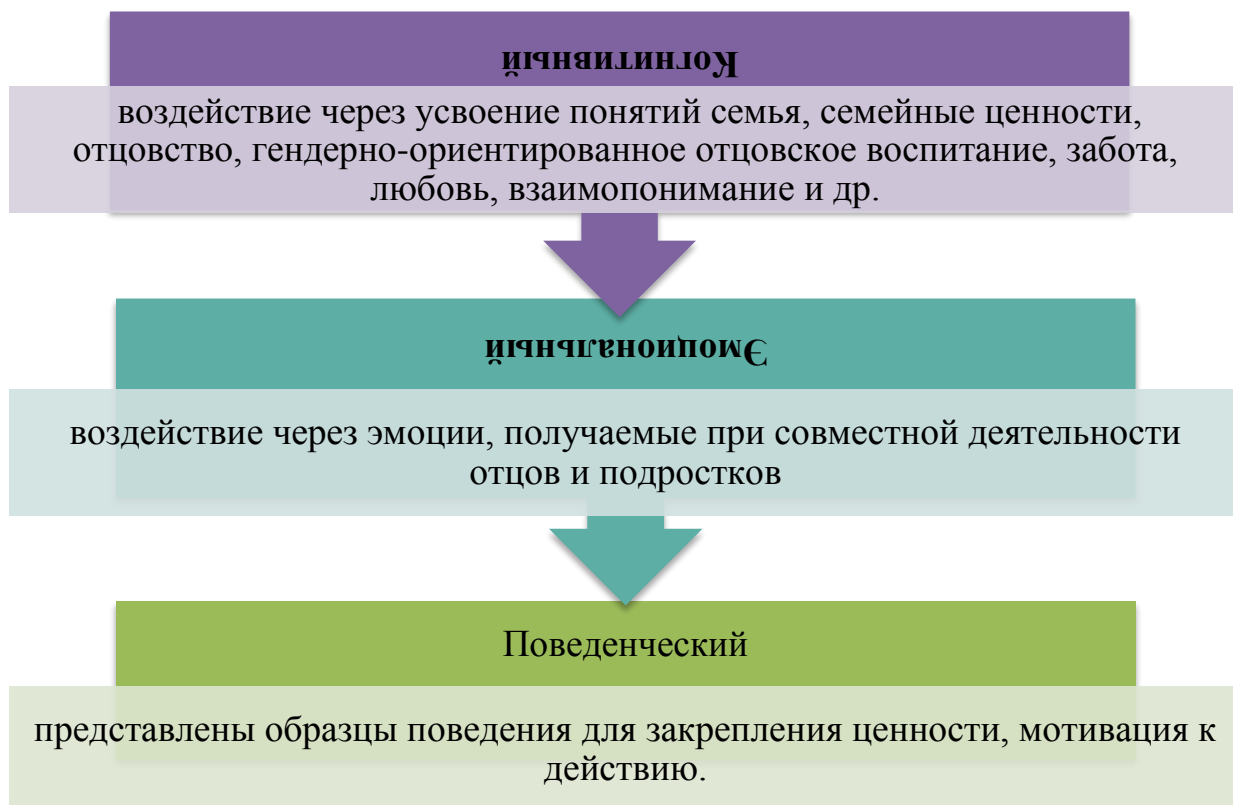 Когнитивный
воздействие через усвоение понятий семья, семейные ценности,
отцовство, гендерно-ориентированное отцовское воспитание, забота,
любовь, взаимопонимание и др.
Эмоциональный
воздействие через эмоции, получаемые при совместной деятельности
отцов и подростков
Поведенческий
представлены образцы поведения для закрепления ценности, мотивация к
действию.